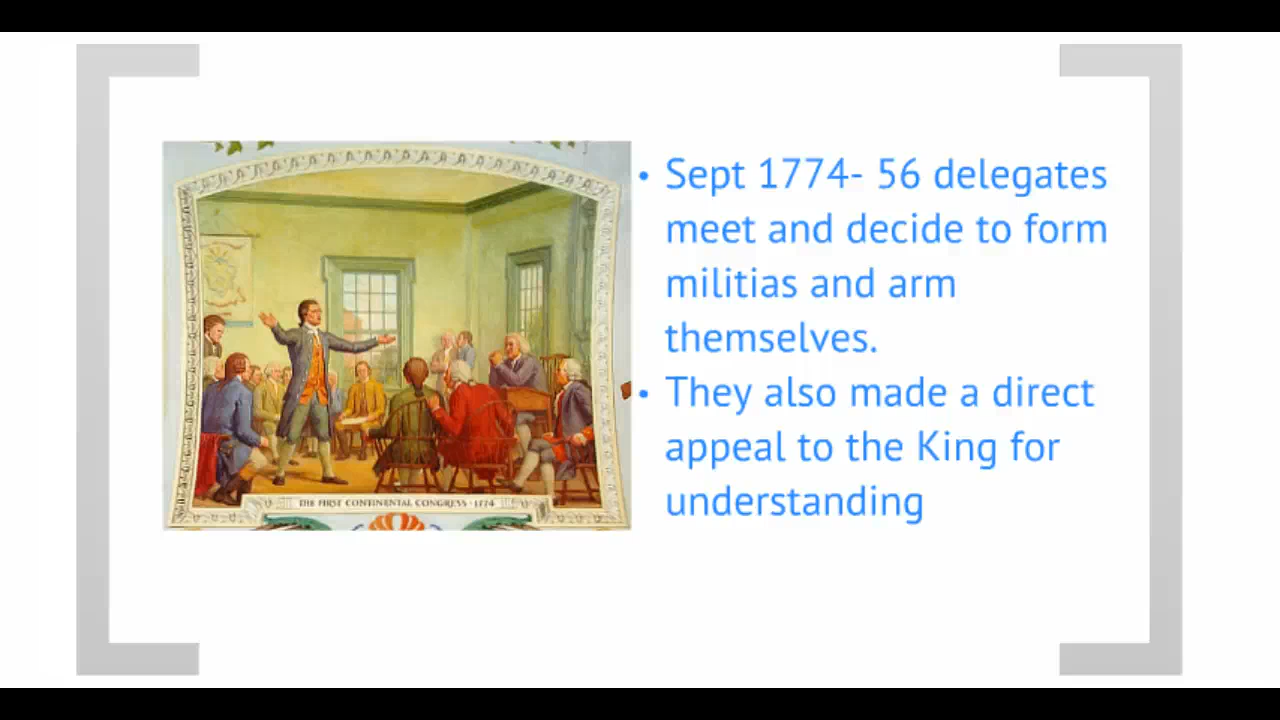 • Sept 1774- 56 delegates
meet and decide to form
militias and arm
themselves.
• They also made a direct
appeal to the King for
understanding
THE FIRST CONTINENTAL CONGRESS · 1774